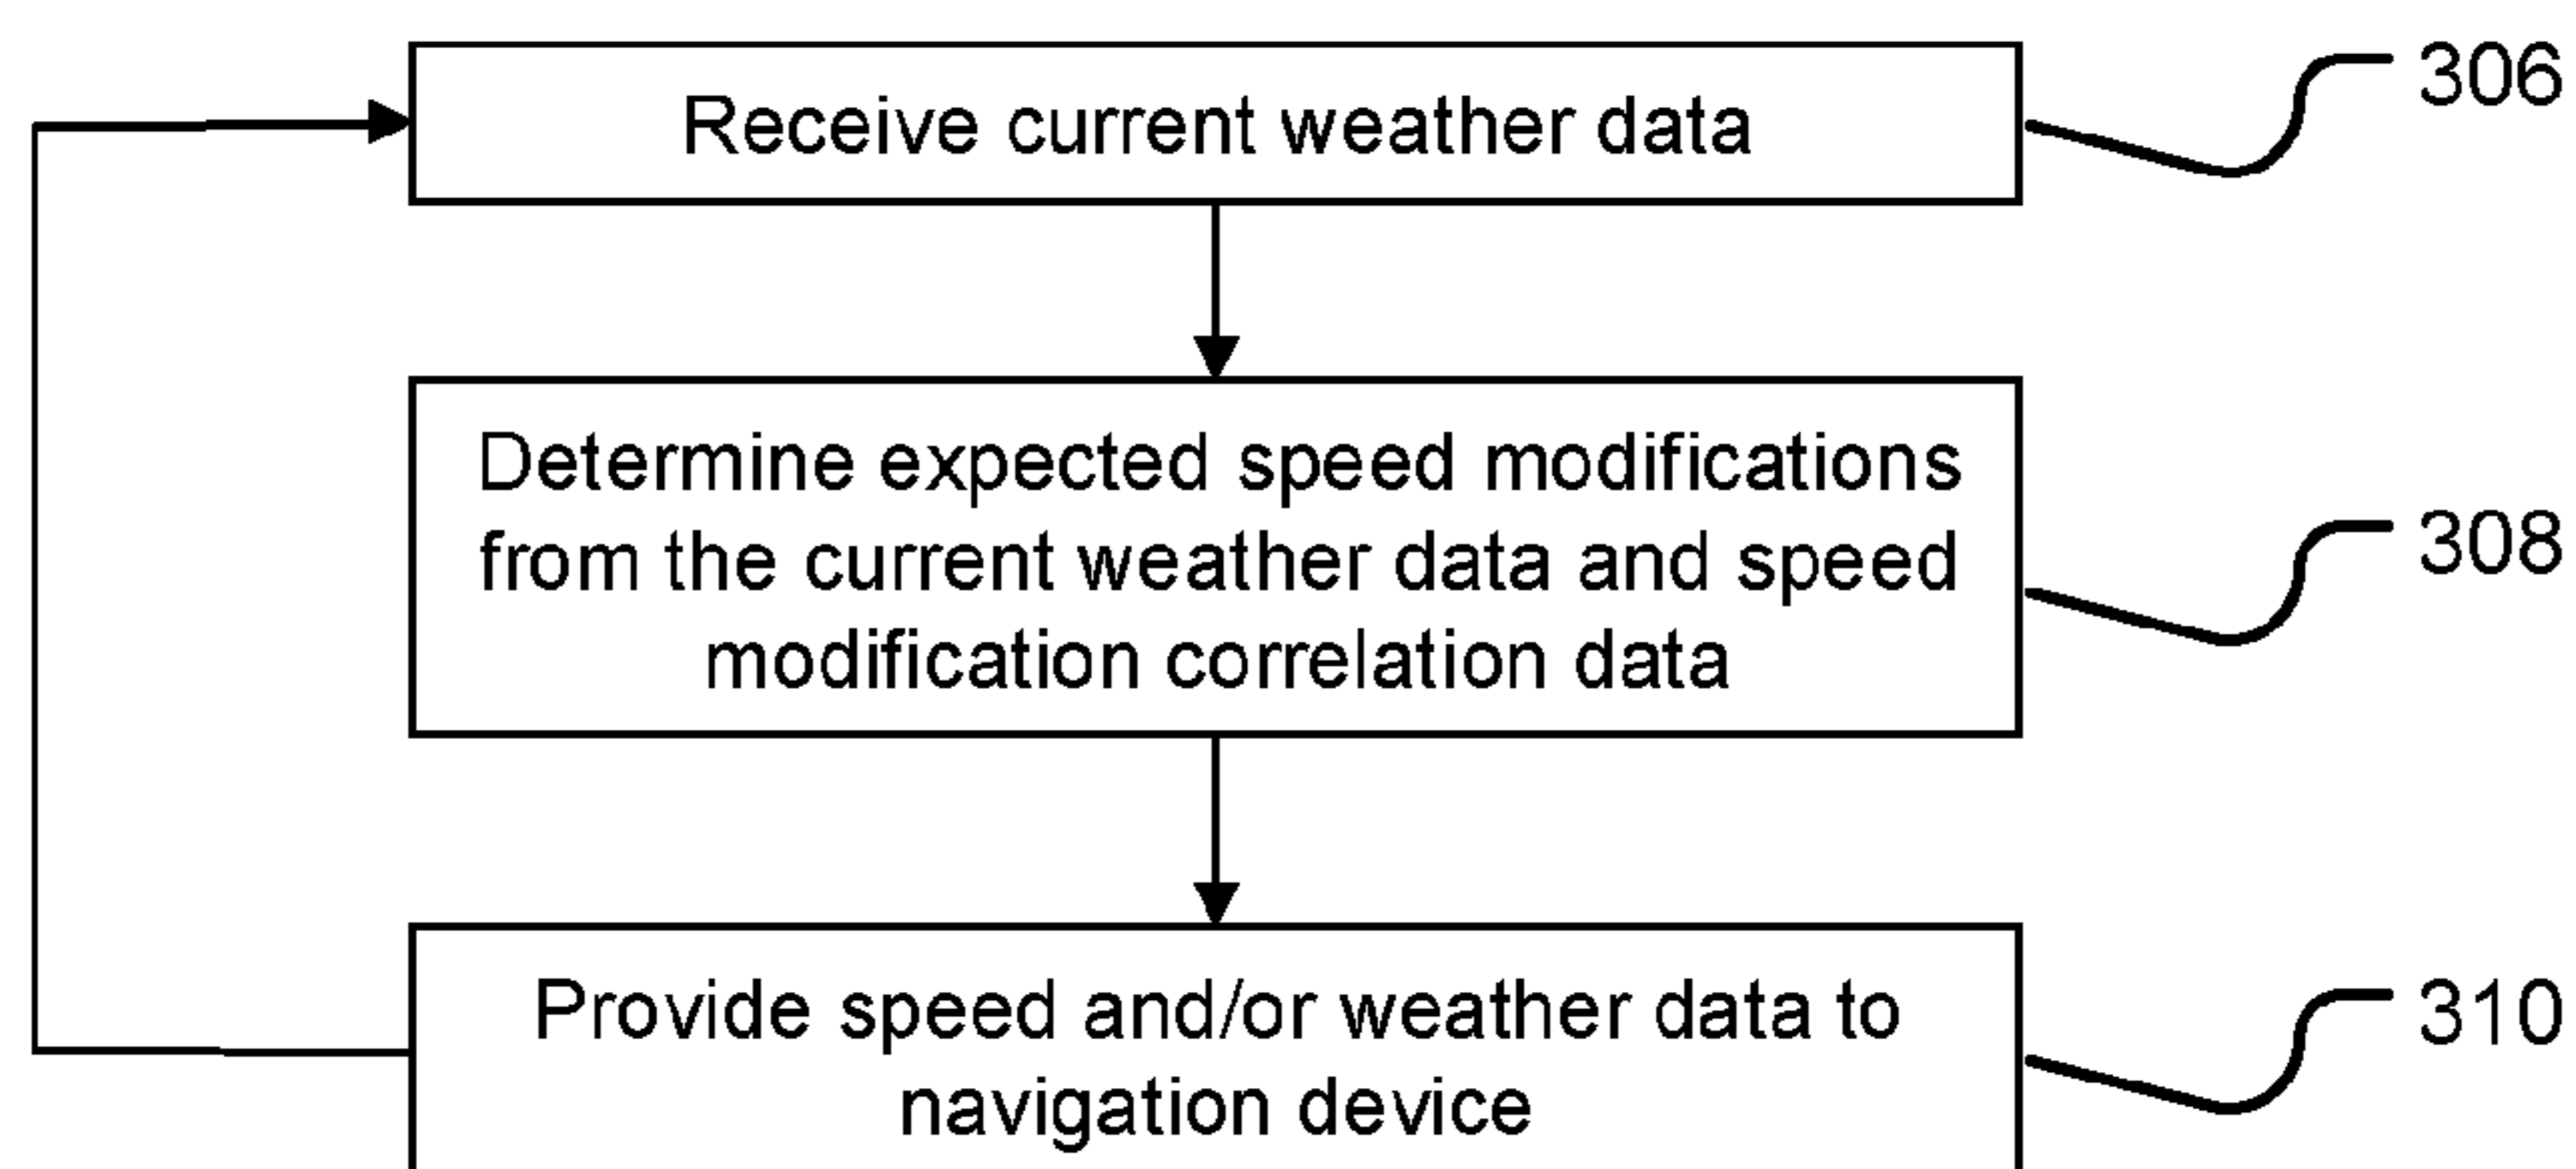 Receive current weather data
306
Determine expected speed modifications
from the current weather data and speed
modification correlation data
308
Provide speed and/or weather data to
navigation device
310